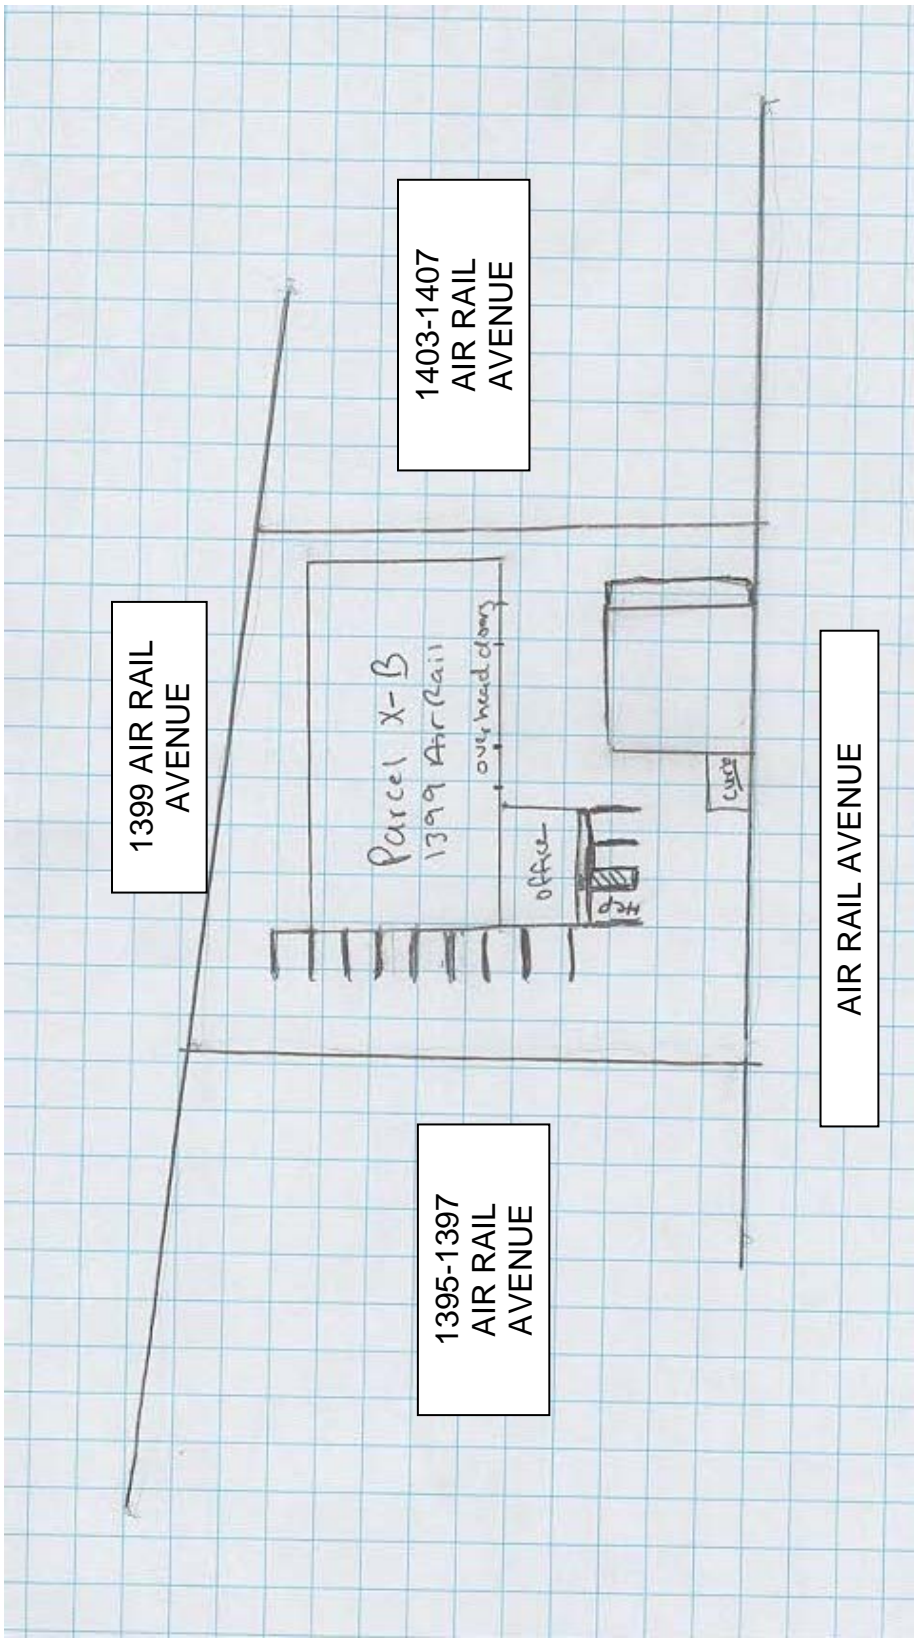 1399 AIR RAIL
AVENUE
1403-1407
AIR RAIL
AVENUE
Parcel X-B
1399 Air Rail
overhead doors
office
Hcp
Curb
1395-1397
AIR RAIL
AVENUE
AIR RAIL AVENUE